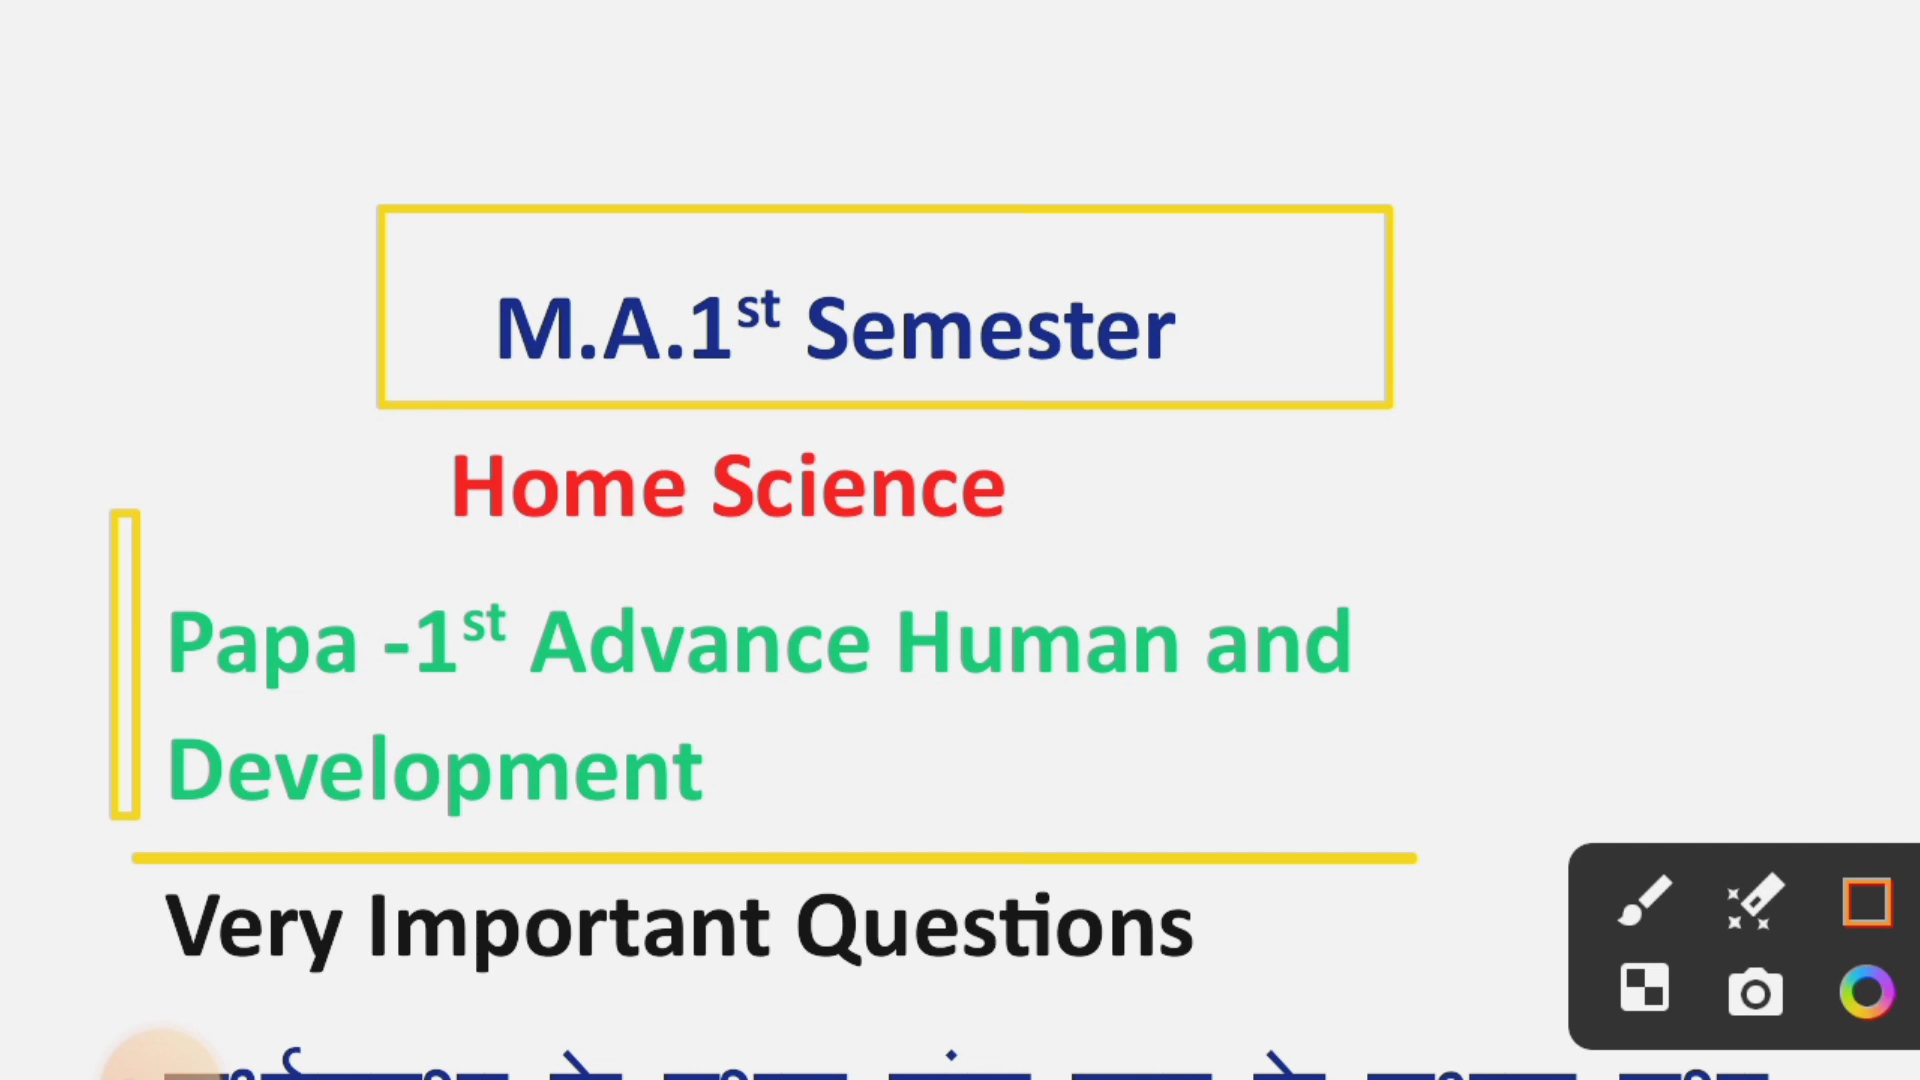 M.A.1st Semester
Home Science
Papa -1st Advance Human and
Development
Very Important Questions